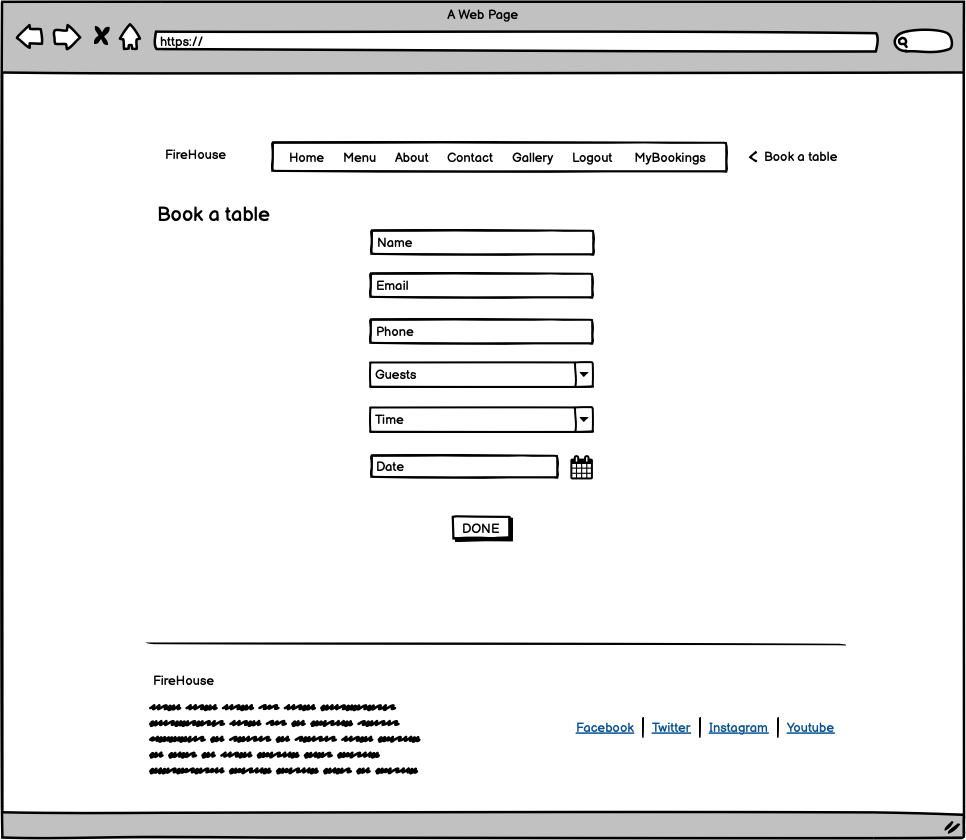 A Web Page
https://
FireHouse
Home Menu About Contact Gallery Logout MyBookings
< Book a table
Book a table
Name
Email
Phone
Guests
Time
Date
DONE
FireHouse
Facebook Twitter Instagram Youtube